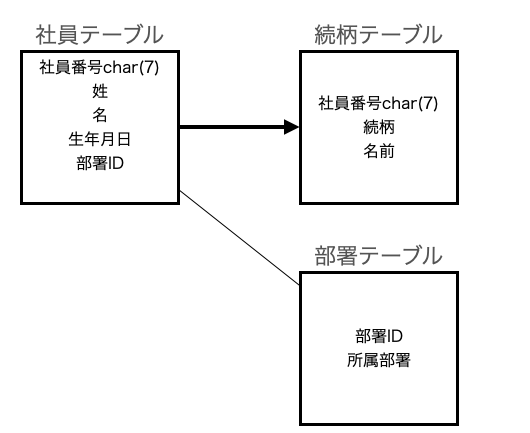 社員テーブル
社員番号char(7)
姓
名
生年月日
部署ID
続柄テーブル
社員番号char(7)
続柄
名前
部署テーブル
部署ID
所属部署